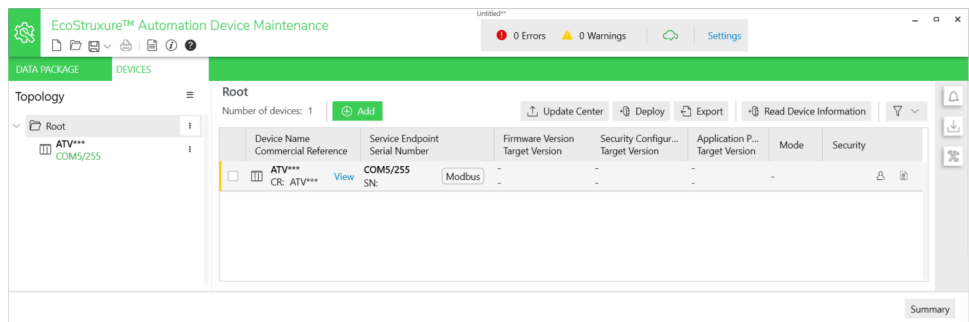 Untitled**
EcoStruxure™ Automation Device Maintenance
0 Errors
0 Warnings
Settings
DATA PACKAGE
DEVICES
Topology
Root
ATV***
COM5/255
Root
Number of devices: 1
Add
Update Center
Deploy
Export
Read Device Information
Device Name
Commercial Reference
Service Endpoint
Serial Number
Firmware Version
Target Version
Security Configur...
Target Version
Application P...
Target Version
Mode
Security
ATV***
CR: ATV***
View
COM5/255
SN:
Modbus
-
-
-
-
-
-
-
Summary